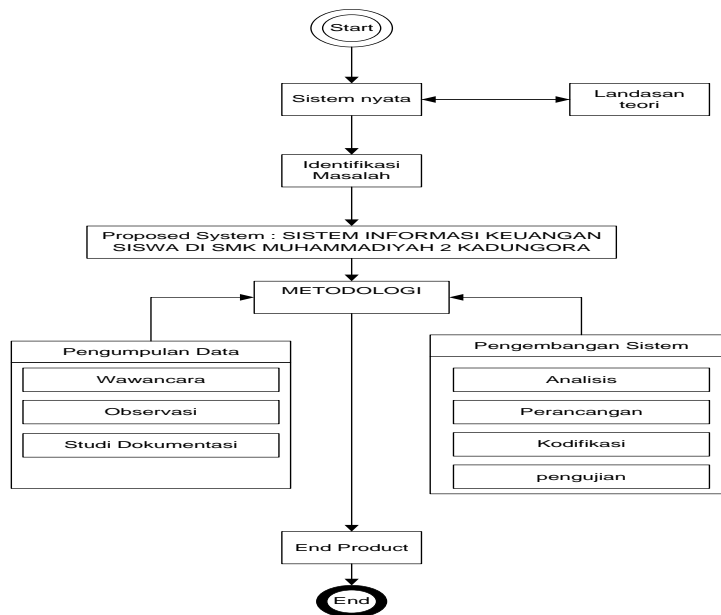 Start
Sistem nyata
Landasan
teori
Identifikasi
Masalah
Proposed System : SISTEM INFORMASI KEUANGAN
SISWA DI SMK MUHAMMADIYAH 2 KADUNGORA
METODOLOGI
Pengumpulan Data
Wawancara
Observasi
Studi Dokumentasi
Pengembangan Sistem
Analisis
Perancangan
Kodifikasi
pengujian
End Product
End